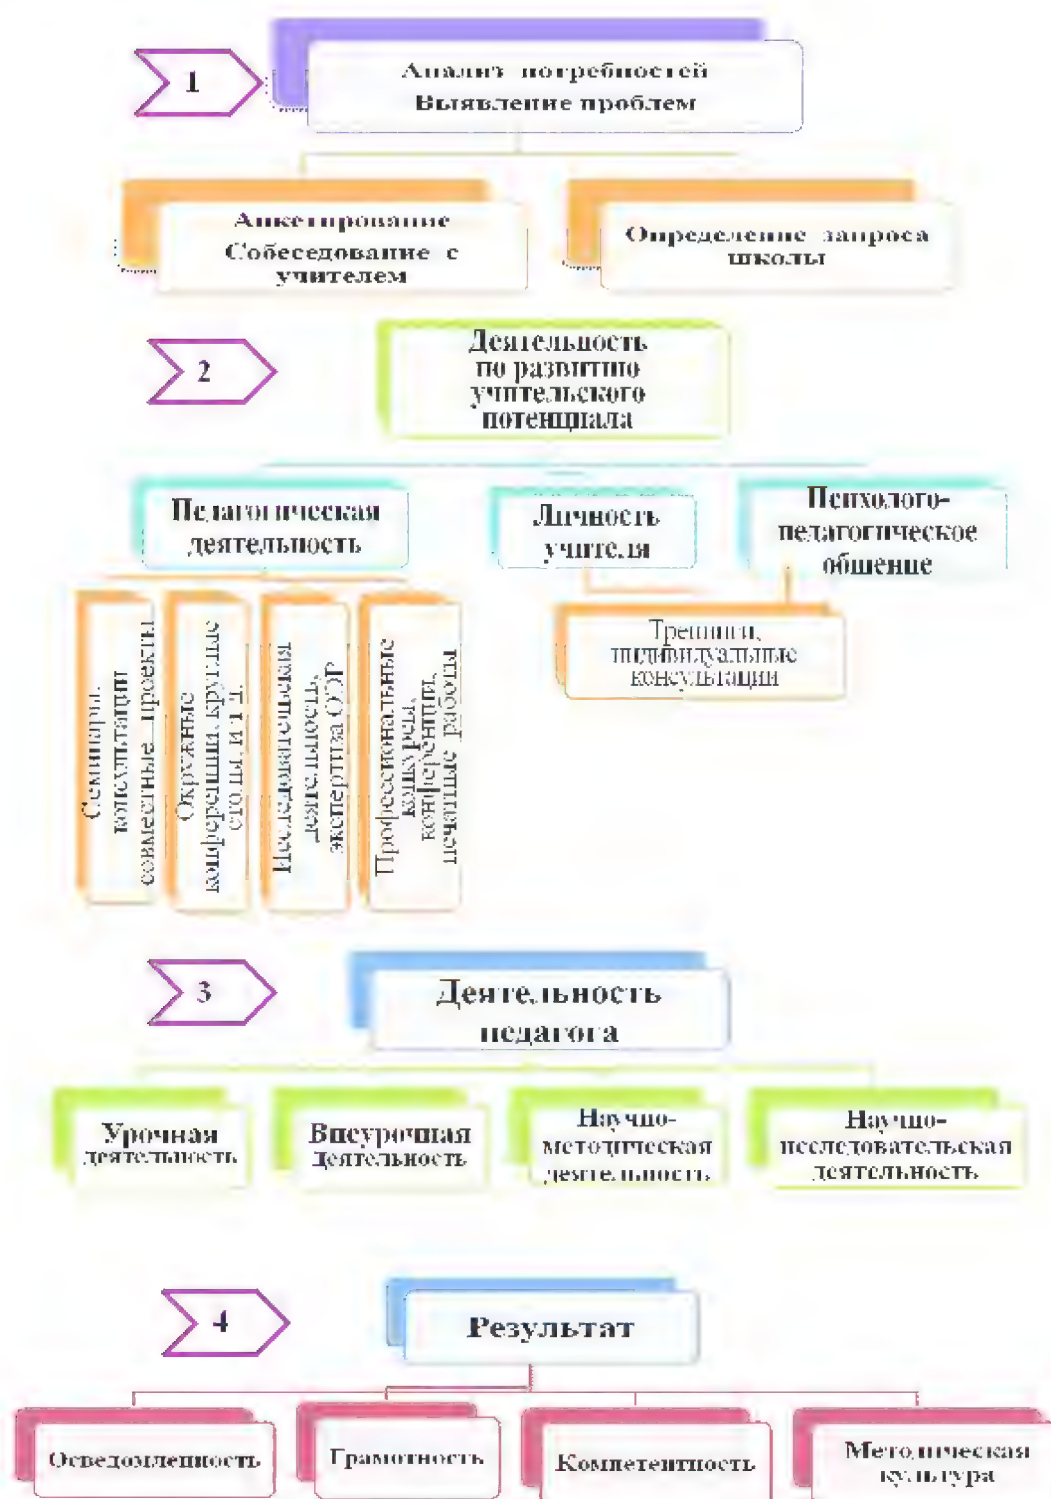 1
Анализ потребностей
Выявление проблем
Анкетирование
Собеседование с
учителем
Определение запроса
школы
2
Деятельность
по развитию
учительского
потенциала
Педагогическая
деятельность
Личность
учителя
Психолого-
педагогическое
общение
Семинары,
консультации
совместные проекты
Окружные
конференции, круглые
столы, и т.д.
Исследовательская
деятельность,
экспертиза ООР
Профессиональные
конкурсы,
конференции,
печатные работы
Тренинги,
индивидуальные
консультации
3
Деятельность
педагога
Урочная
деятельность
Внеурочная
деятельность
Научно-
методическая
деятельность
Научно-
исследовательская
деятельность
4
Результат
Осведомленность
Грамотность
Компетентность
Методическая
культура